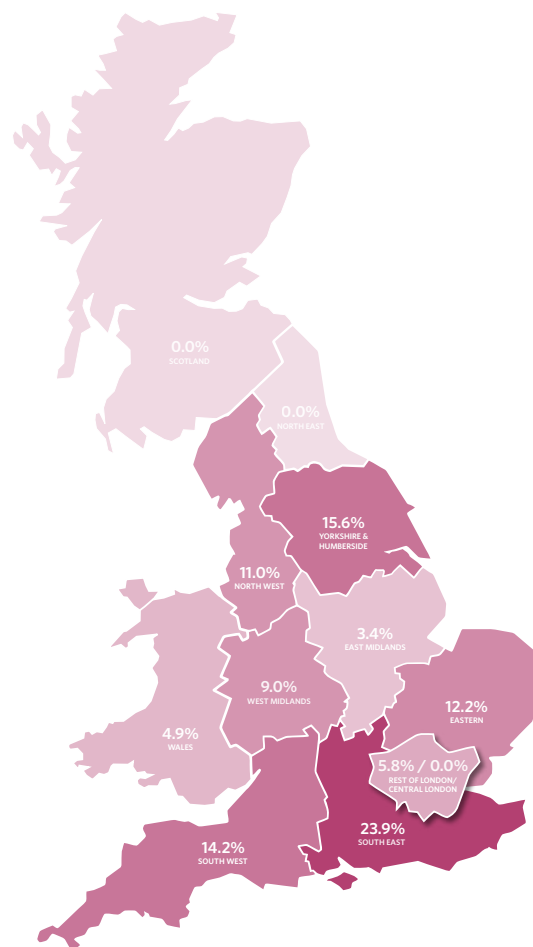 0.0%
SCOTLAND
0.0%
NORTH EAST
15.6%
YORKSHIRE &
HUMBERSIDE
11.0%
NORTH WEST
3.4%
EAST MIDLANDS
9.0%
WEST MIDLANDS
12.2%
EASTERN
4.9%
WALES
5.8% / 0.0%
REST OF LONDON/
CENTRAL LONDON
23.9%
SOUTH EAST
14.2%
SOUTH WEST